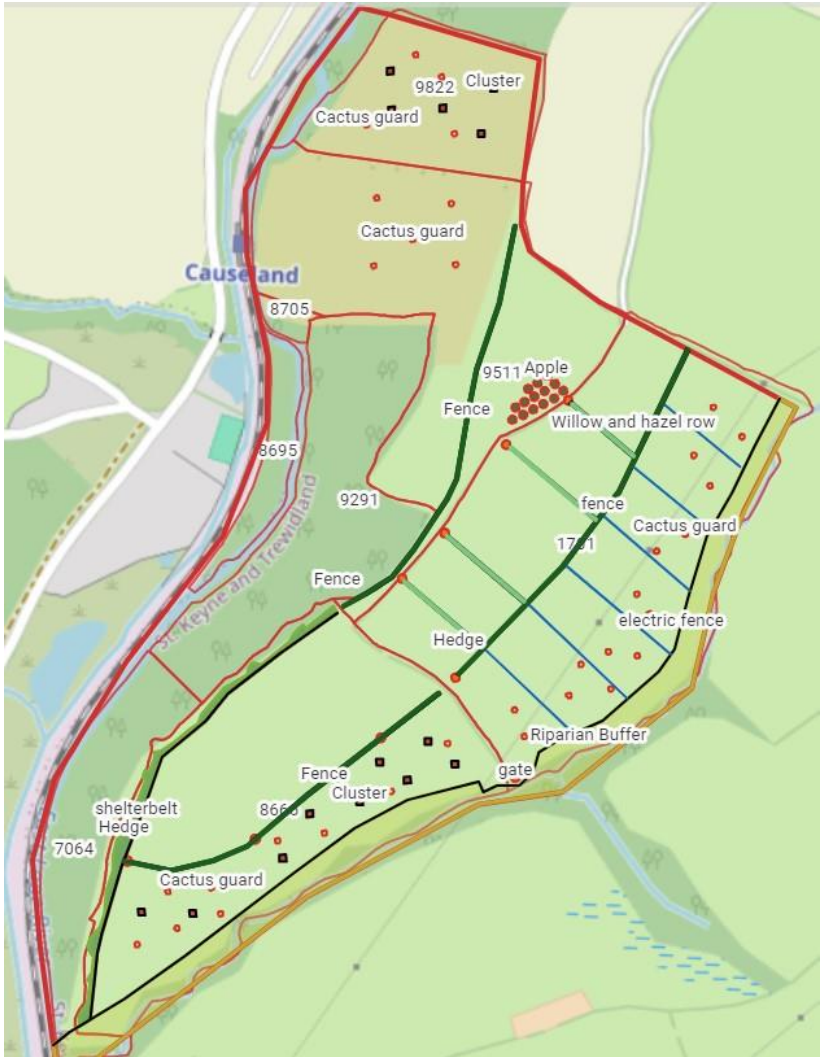 9822
Cluster
Cactus guard
Cactus guard
Causeland
8705
9511
Apple
Fence
Willow and hazel row
8695
9291
fence
Cactus guard
St. Keyne and Trewidland
Fence
electric fence
Hedge
Riparian Buffer
gate
Fence
Cluster
shelterbelt
Hedge
7064
Cactus guard